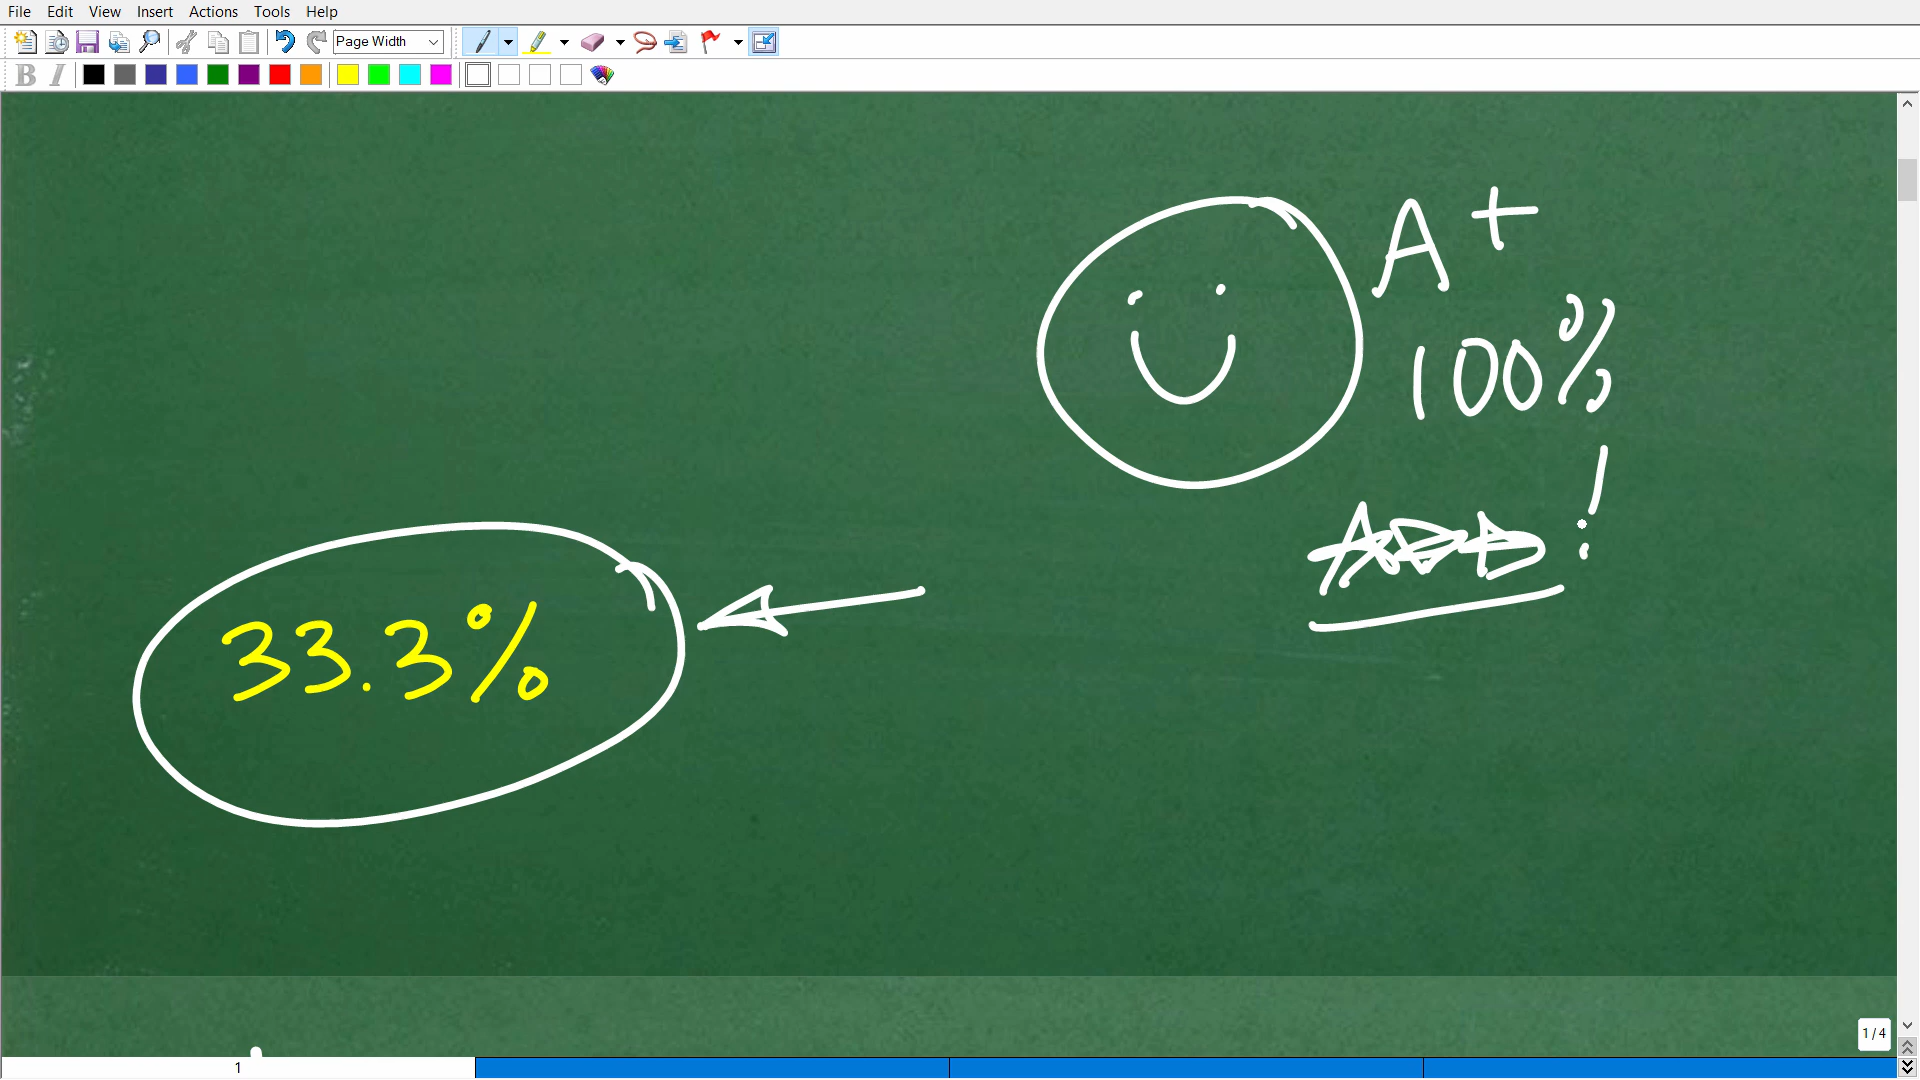 File Edit View Insert Actions Tools Help
Page Width
B I
A+
100%
!
33.3%
1 / 4
1